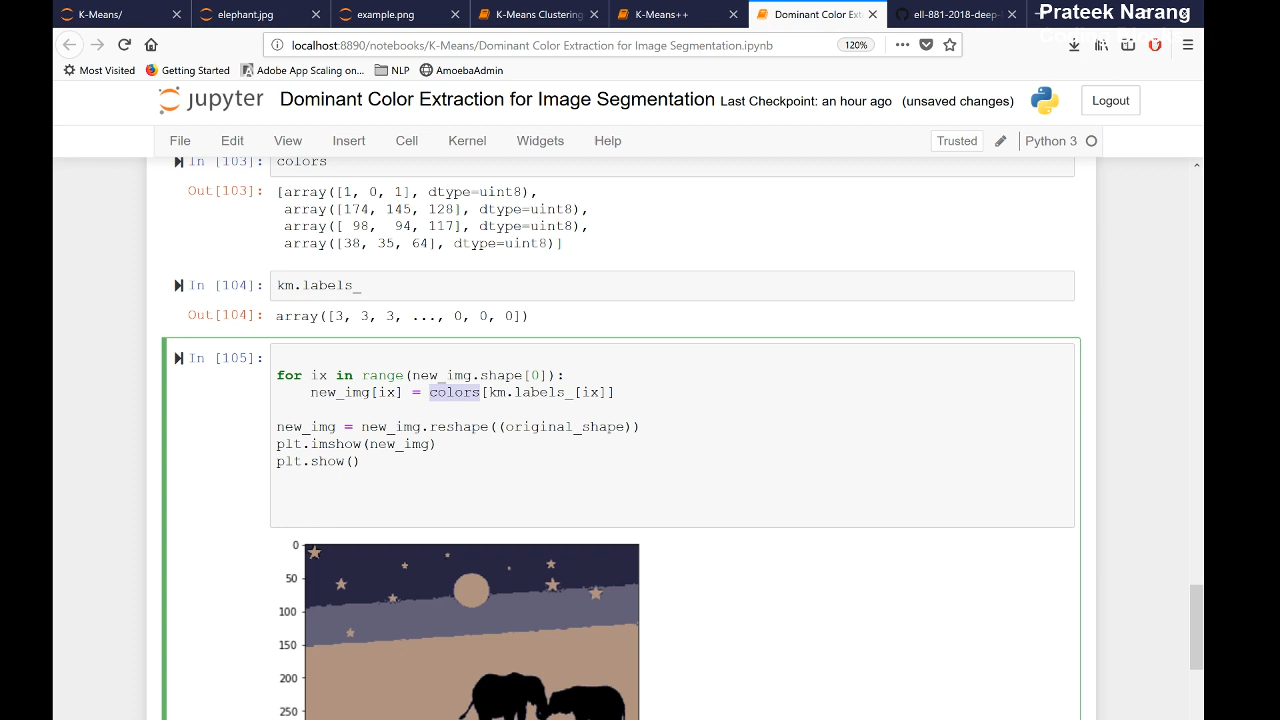 K-Means/
elephant.jpg
example.png
K-Means Clustering
K-Means++
Dominant Color Ext
ell-881-2018-deep-
Prateek Narang
localhost:8890/notebooks/K-Means/Dominant Color Extraction for Image Segmentation.ipynb
120%
Most Visited
Getting Started
Adobe App Scaling on...
NLP
AmoebaAdmin
jupyter
Dominant Color Extraction for Image Segmentation
Last Checkpoint: an hour ago
(unsaved changes)
Logout
File
Edit
View
Insert
Cell
Kernel
Widgets
Help
Trusted
Python 3
In [103]:
colors
Out[103]:
[array([1, 0, 1], dtype=uint8),
array([174, 145, 128], dtype=uint8),
array([ 98, 94, 117], dtype=uint8),
array([38, 35, 64], dtype=uint8)]
In [104]:
km.labels_
Out[104]:
array([3, 3, 3, ..., 0, 0, 0])
In [105]:
for ix in range(new_img.shape[0]):
new_img[ix] = colors[km.labels_[ix]]
new_img = new_img.reshape((original_shape))
plt.imshow(new_img)
plt.show()
0
50
100
150
200
250